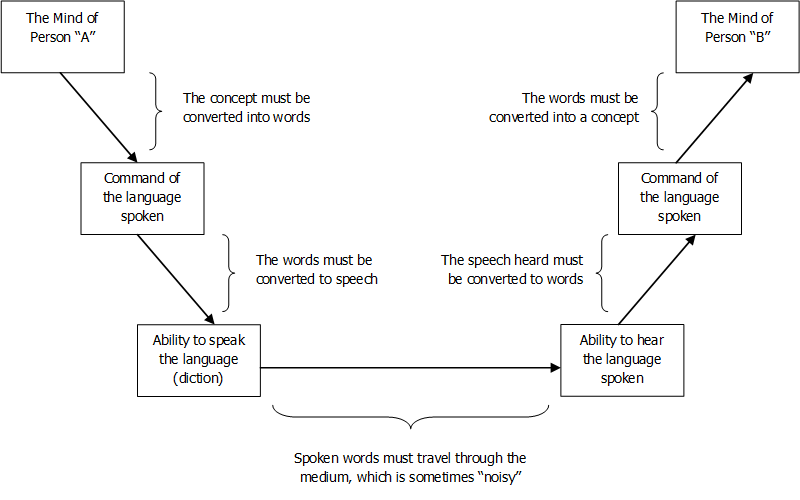 The Mind of
Person “A”
The Mind of
Person “B”
The concept must be
converted into words
The words must be
converted into a concept
Command of
the language
spoken
Command of
the language
spoken
The words must be
converted to speech
The speech heard must
be converted to words
Ability to speak
the language
(diction)
Ability to hear
the language
spoken
Spoken words must travel through the
medium, which is sometimes “noisy”